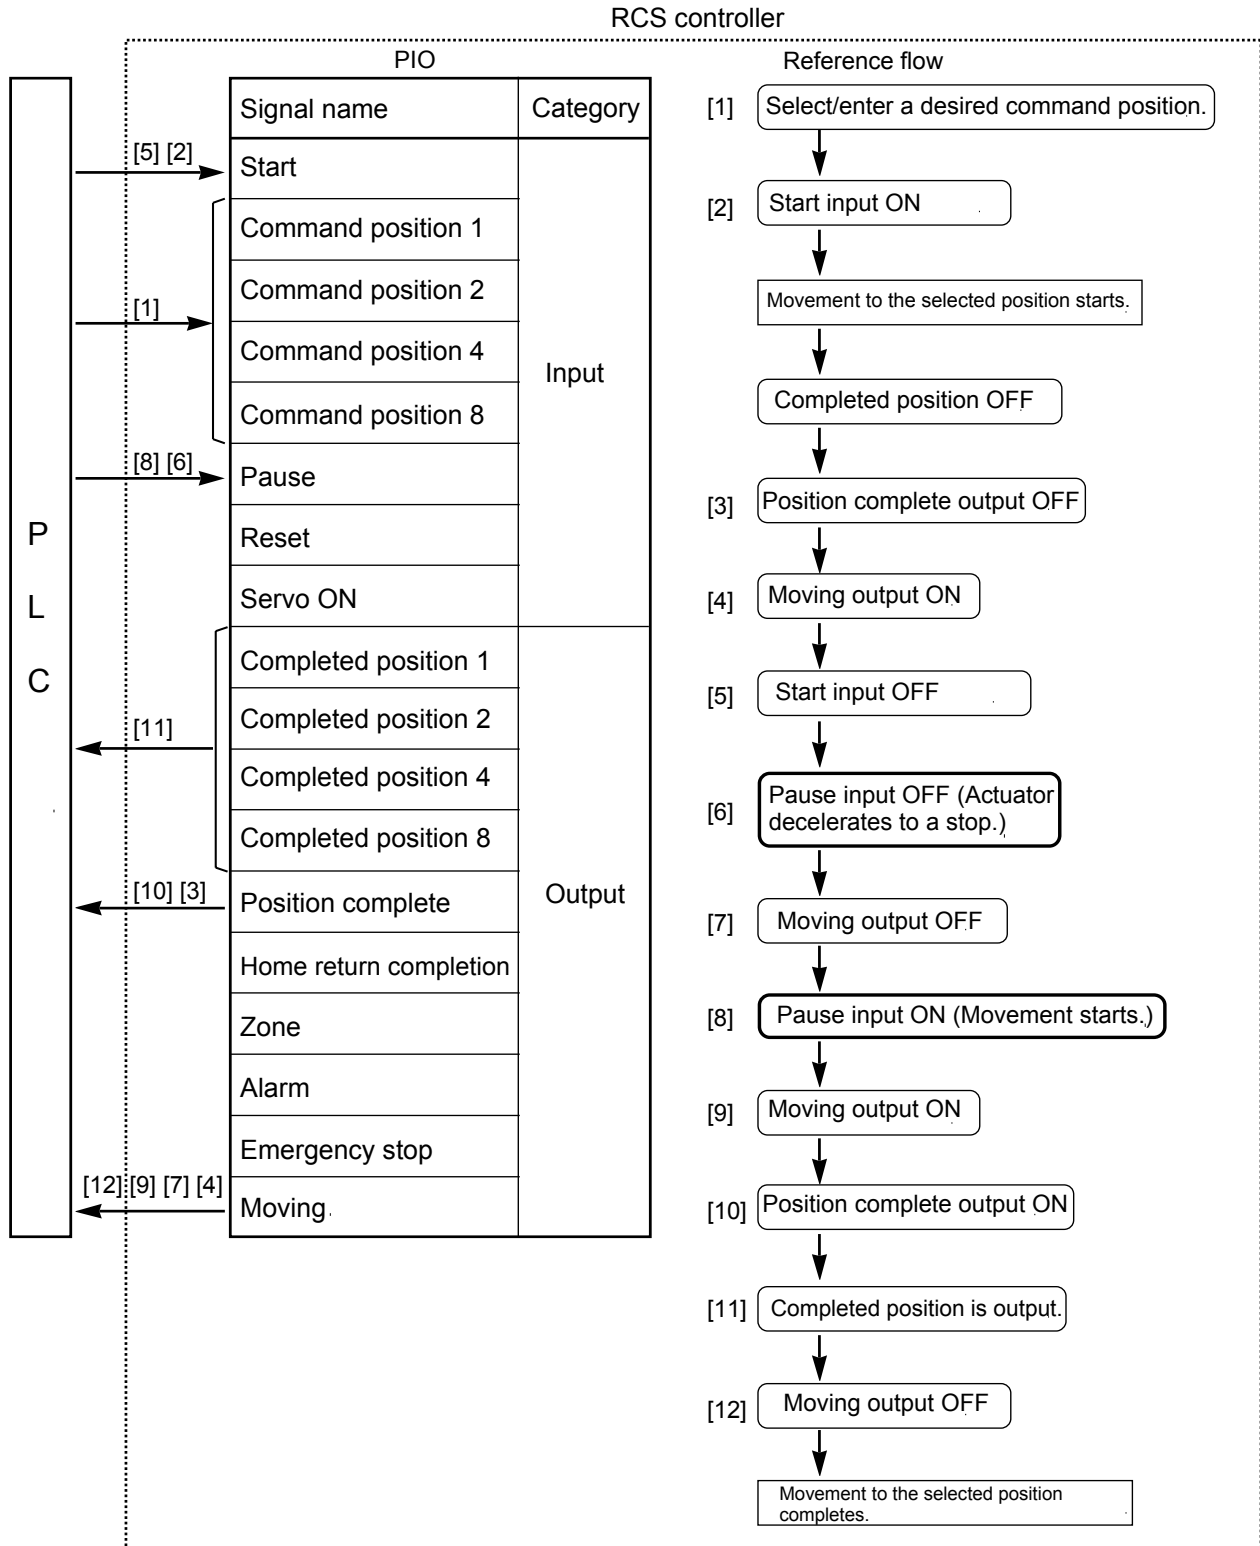 RCS controller
PIO
Signal name
Category
[5] [2]
Start
Command position 1
Command position 2
[1]
Command position 4
Input
Command position 8
[8] [6]
Pause
Reset
Servo ON
P
L
C
Completed position 1
Completed position 2
[11]
Completed position 4
Completed position 8
[10] [3]
Position complete
Output
Home return completion
Zone
Alarm
Emergency stop
[12] [9] [7] [4]
Moving
Reference flow
[1]
Select/enter a desired command position.
[2]
Start input ON
Movement to the selected position starts.
Completed position OFF
[3]
Position complete output OFF
[4]
Moving output ON
[5]
Start input OFF
[6]
Pause input OFF (Actuator
decelerates to a stop.)
[7]
Moving output OFF
[8]
Pause input ON (Movement starts.)
[9]
Moving output ON
[10]
Position complete output ON
[11]
Completed position is output.
[12]
Moving output OFF
Movement to the selected position
completes.